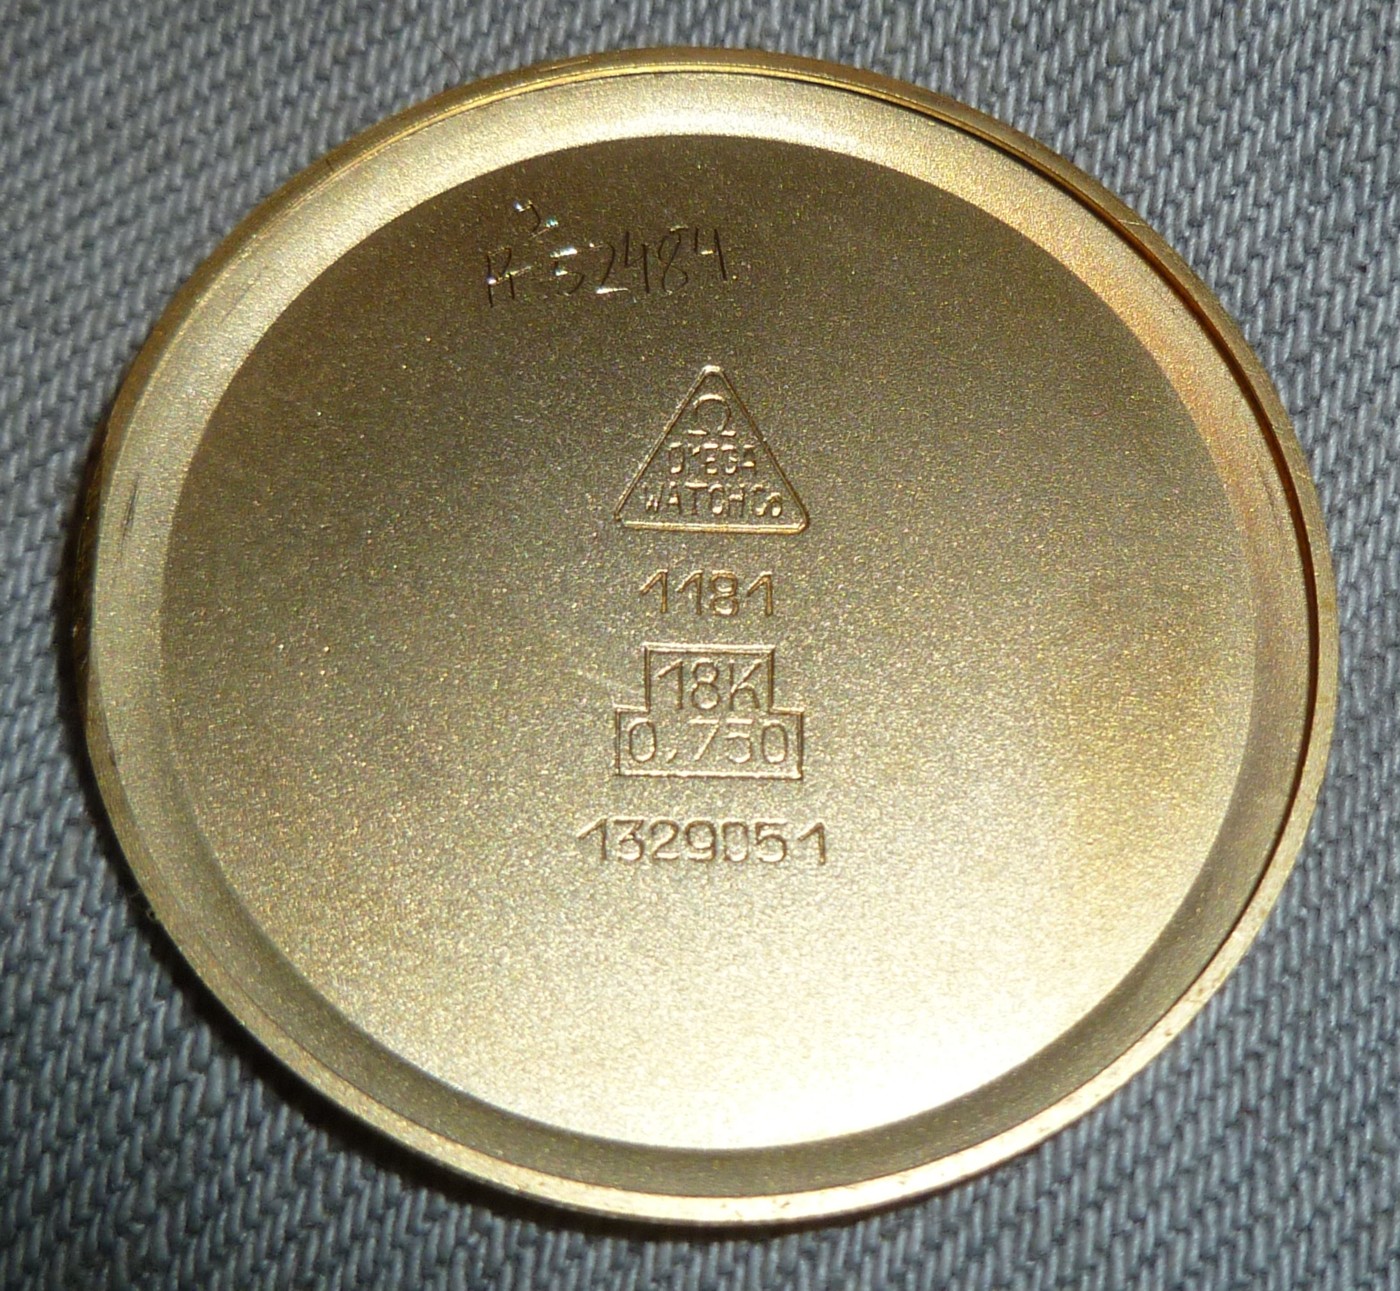 R 52484
Ω
OMEGA
WATCH Co
1181
18K
0,750
1329051